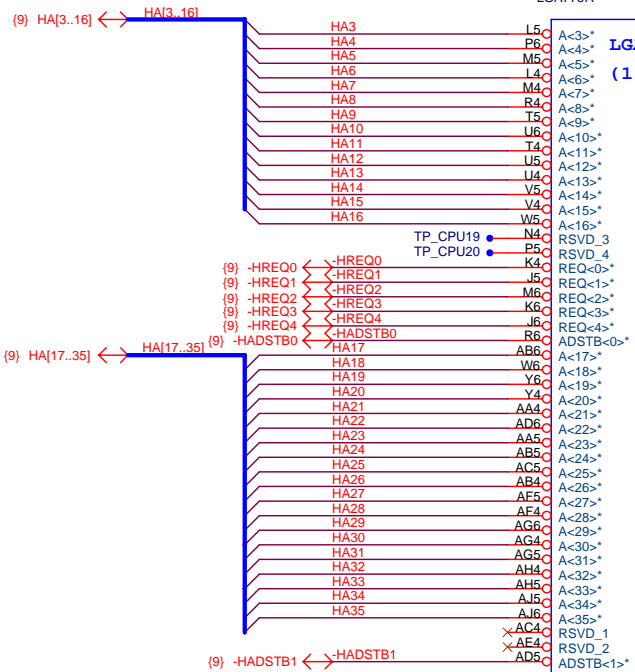 {9} HA[3..16] HA[3..16]
HA3 L5 A<3>*
HA4 P6 A<4>* LGA
HA5 M5 A<5>*
HA6 L4 A<6>* (1
HA7 M4 A<7>*
HA8 R4 A<8>*
HA9 T5 A<9>*
HA10 U6 A<10>*
HA11 T4 A<11>*
HA12 U5 A<12>*
HA13 U4 A<13>*
HA14 V5 A<14>*
HA15 V4 A<15>*
HA16 W5 A<16>*
TP_CPU19 N4 RSVD_3
TP_CPU20 P5 RSVD_4
{9} -HREQ0 -HREQ0 K4 REQ<0>*
{9} -HREQ1 -HREQ1 J5 REQ<1>*
{9} -HREQ2 -HREQ2 M6 REQ<2>*
{9} -HREQ3 -HREQ3 K6 REQ<3>*
{9} -HREQ4 -HREQ4 J6 REQ<4>*
{9} -HADSTB0 -HADSTB0 R6 ADSTB<0>*
{9} HA[17..35] HA[17..35] HA17 AB6 A<17>*
HA18 W6 A<18>*
HA19 Y6 A<19>*
HA20 Y4 A<20>*
HA21 AA4 A<21>*
HA22 AD6 A<22>*
HA23 AA5 A<23>*
HA24 AB5 A<24>*
HA25 AC5 A<25>*
HA26 AB4 A<26>*
HA27 AF5 A<27>*
HA28 AF4 A<28>*
HA29 AG6 A<29>*
HA30 AG4 A<30>*
HA31 AG5 A<31>*
HA32 AH4 A<32>*
HA33 AH5 A<33>*
HA34 AJ5 A<34>*
HA35 AJ6 A<35>*
AC4 RSVD_1
AE4 RSVD_2
{9} -HADSTB1 -HADSTB1 AD5 ADSTB<1>*